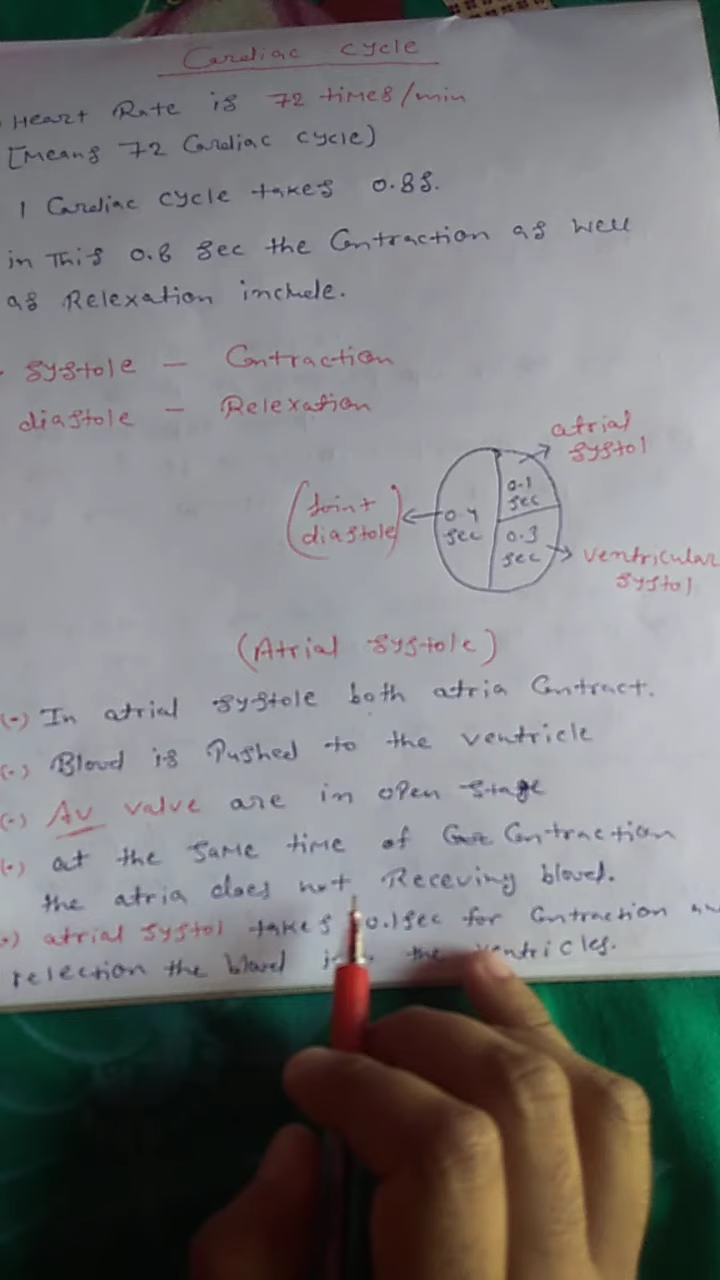 Cardiac cycle
Heart Rate is 72 times/min
[Means 72 Cardiac cycle)
1 Cardiac cycle takes 0.8s.
in This 0.8 sec the Contraction as well
as Relexation include.
systole - Contraction
diastole - Relexation
atrial
systol
0.1
sec
(Joint
diastole)
0.4
sec
0.3
sec
ventricular
systol
(Atrial systole)
(•) In atrial systole both atria Contract.
(•) Blood is Pushed to the ventricle
(•) AV valve are in open stage
(•) at the same time of Contraction
the atria does not Receving blood.
•) atrial systol takes 0.1sec for Contraction
relection the blood the ventricles.